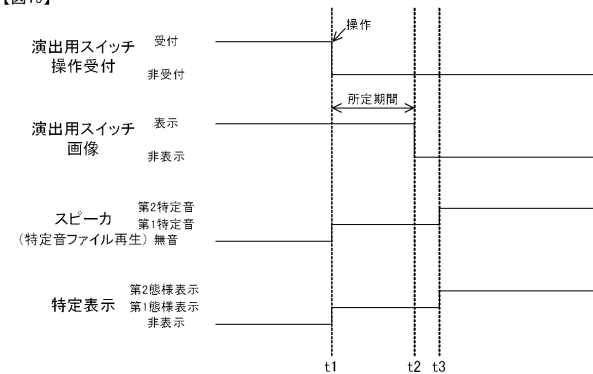 操作
演出用スイッチ 受付
操作受付
非受付
所定期間
演出用スイッチ 表示
画像
非表示
第2特定音
スピーカ 第1特定音
(特定音ファイル再生) 無音
第2態様表示
特定表示 第1態様表示
非表示
t1 t2 t3